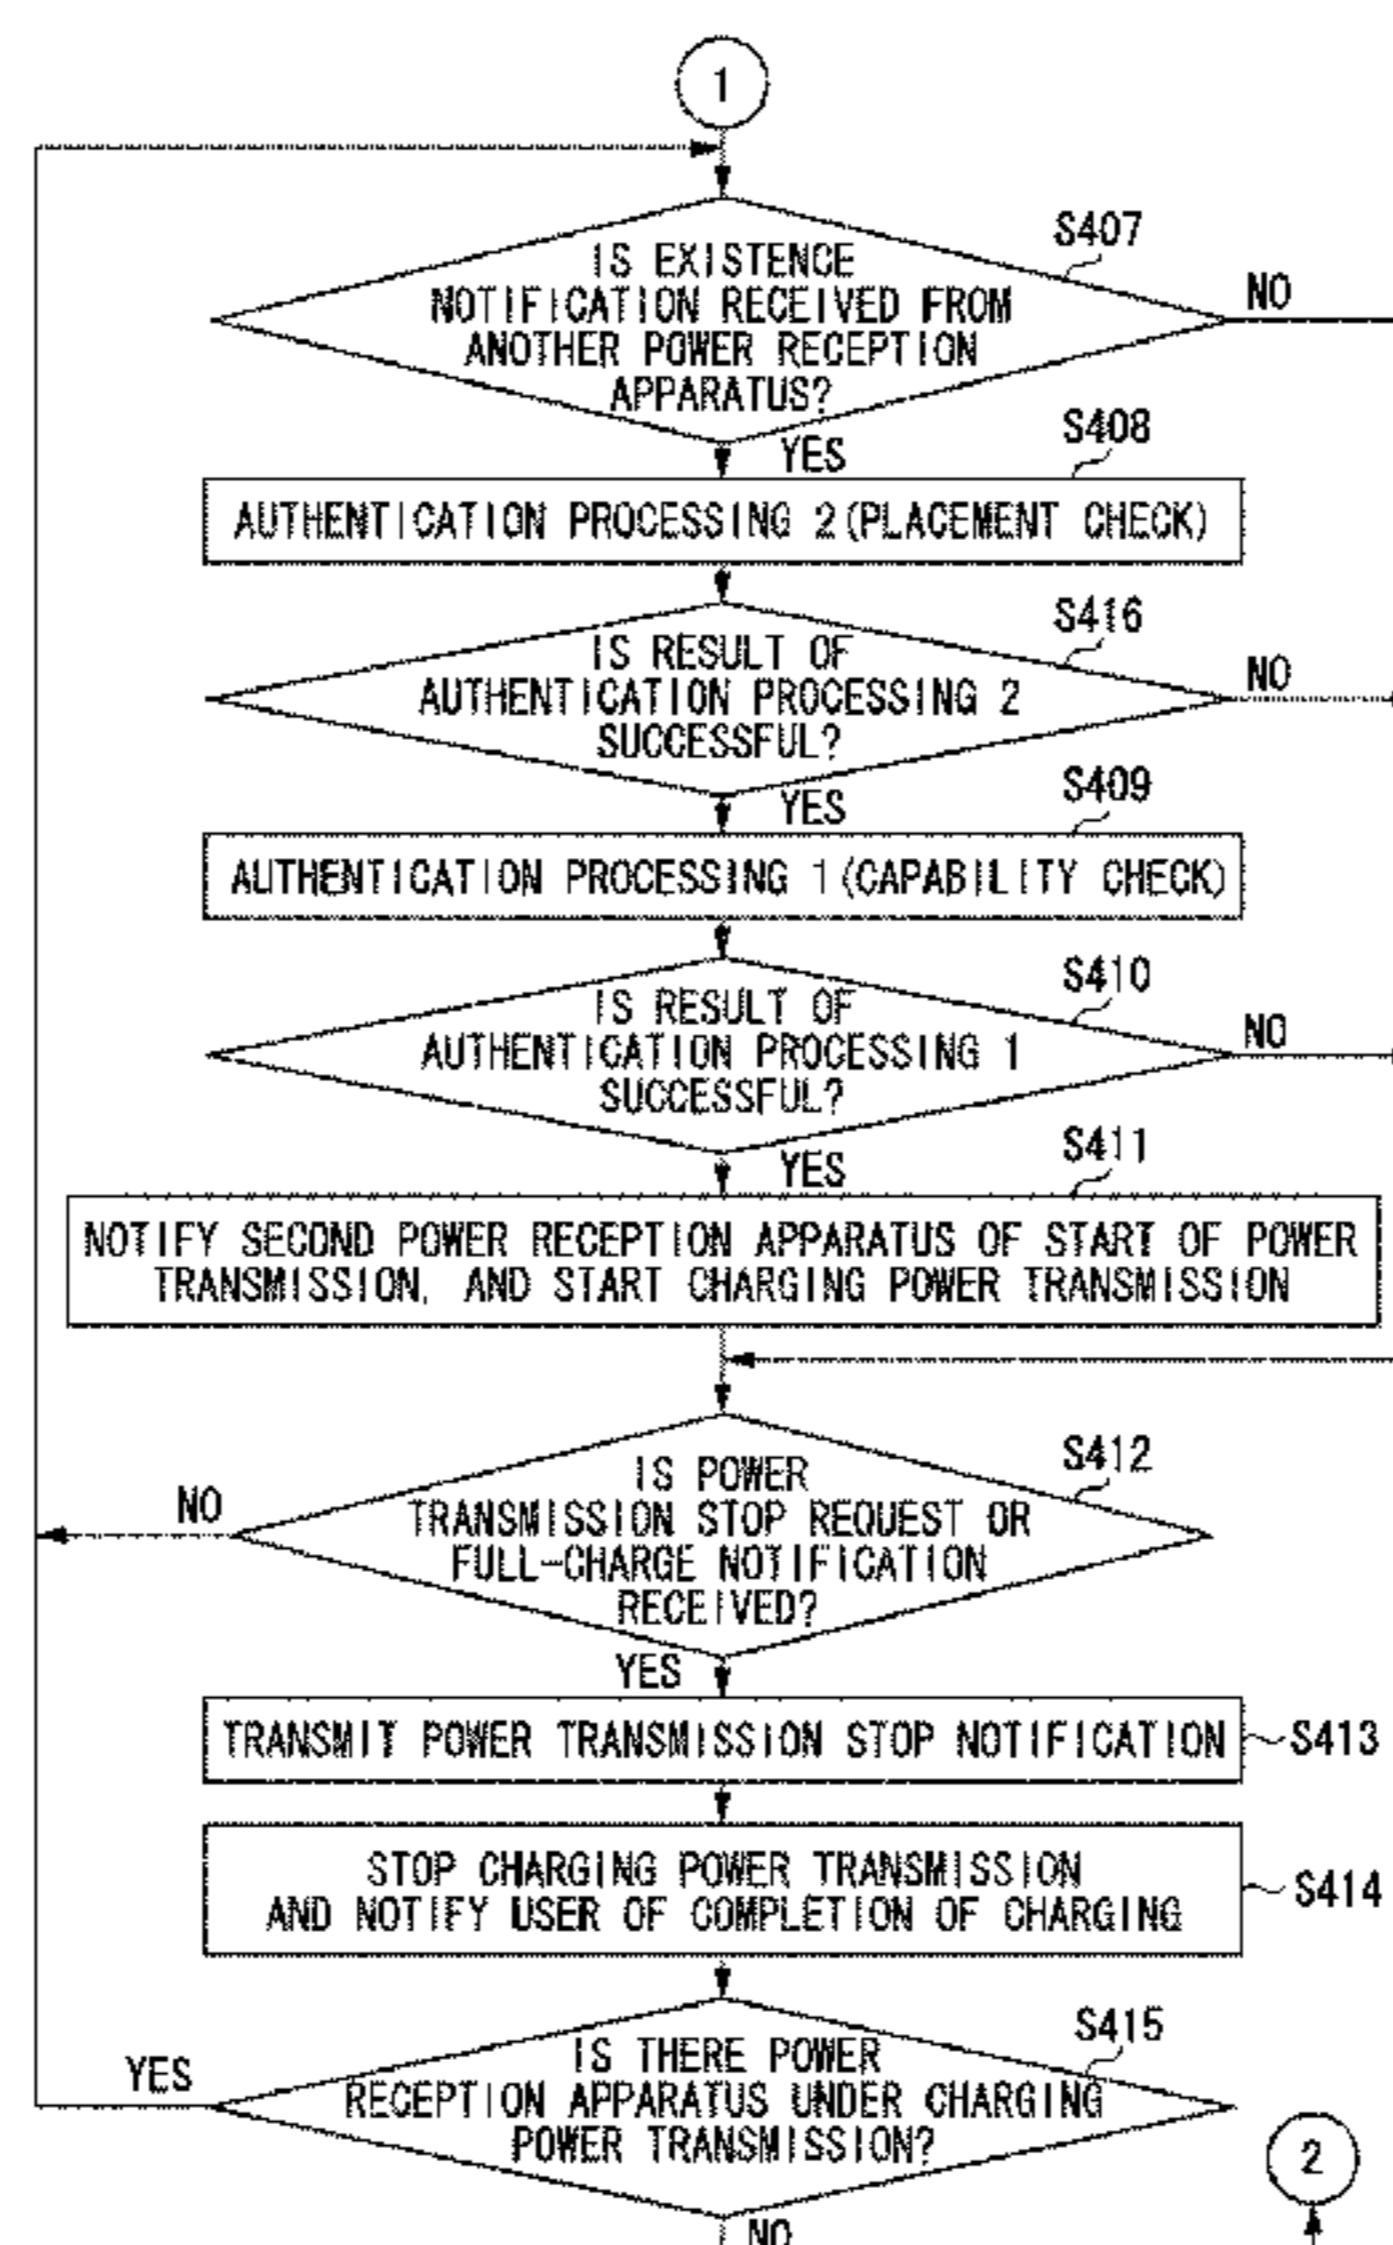 1
S407
IS EXISTENCE
NOTIFICATION RECEIVED FROM
ANOTHER POWER RECEPTION
APPARATUS?
NO
YES
S408
AUTHENTICATION PROCESSING 2(PLACEMENT CHECK)
S416
IS RESULT OF
AUTHENTICATION PROCESSING 2
SUCCESSFUL?
NO
YES
S409
AUTHENTICATION PROCESSING 1(CAPABILITY CHECK)
S410
IS RESULT OF
AUTHENTICATION PROCESSING 1
SUCCESSFUL?
NO
YES
S411
NOTIFY SECOND POWER RECEPTION APPARATUS OF START OF POWER
TRANSMISSION, AND START CHARGING POWER TRANSMISSION
S412
IS POWER
TRANSMISSION STOP REQUEST OR
FULL-CHARGE NOTIFICATION
RECEIVED?
NO
YES
TRANSMIT POWER TRANSMISSION STOP NOTIFICATION
S413
STOP CHARGING POWER TRANSMISSION
AND NOTIFY USER OF COMPLETION OF CHARGING
S414
S415
IS THERE POWER
RECEPTION APPARATUS UNDER CHARGING
POWER TRANSMISSION?
YES
2
NO